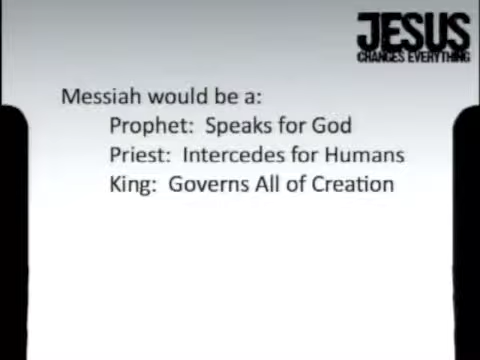 JESUS
CHANGES EVERYTHING
Messiah would be a:
Prophet: Speaks for God
Priest: Intercedes for Humans
King: Governs All of Creation